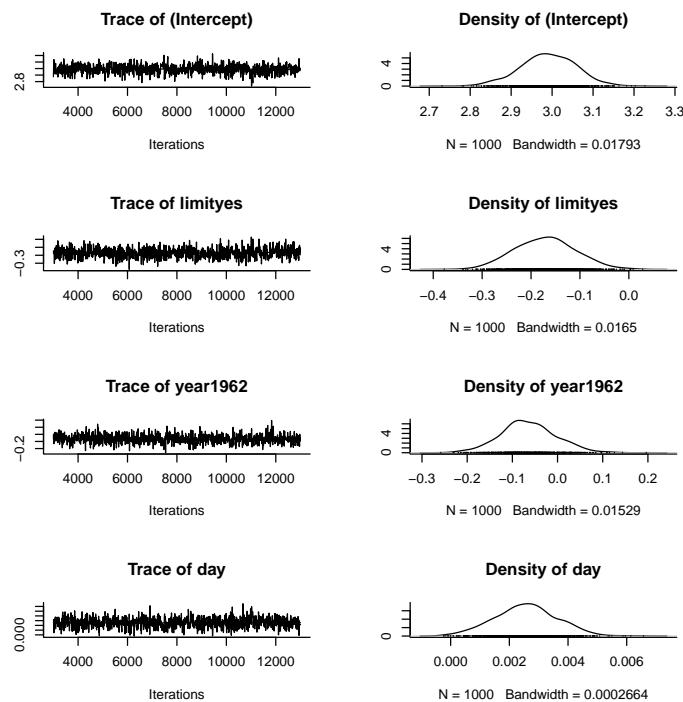 Trace of (Intercept)
2.8
4000 6000 8000 10000 12000
Iterations
Density of (Intercept)
0 4
2.7 2.8 2.9 3.0 3.1 3.2 3.3
N = 1000 Bandwidth = 0.01793
Trace of limityes
−0.3
4000 6000 8000 10000 12000
Iterations
Density of limityes
0 4
−0.4 −0.3 −0.2 −0.1 0.0
N = 1000 Bandwidth = 0.0165
Trace of year1962
−0.2
4000 6000 8000 10000 12000
Iterations
Density of year1962
0 4
−0.3 −0.2 −0.1 0.0 0.1 0.2
N = 1000 Bandwidth = 0.01529
Trace of day
0.000
4000 6000 8000 10000 12000
Iterations
Density of day
0
0.000 0.002 0.004 0.006
N = 1000 Bandwidth = 0.0002664